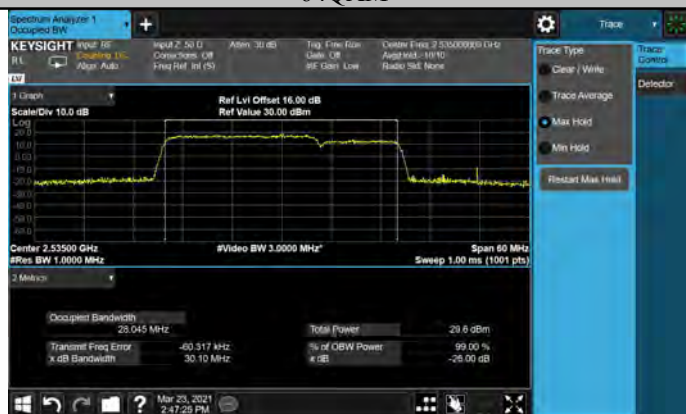 Spectrum Analyzer 1
Occupied BW
Trace
KEYSIGHT
Input: RF
Coupling: DC
Align: Auto
Input Z: 50 Ω
Corrections: Off
Freq Ref: Int (S)
Atten: 30 dB
Trig: Free Run
Gate: Off
#IF Gain: Low
Center Freq: 2.535000000 GHz
Avg|Hold: 10/10
Radio Std: None
Trace Type
Clear / Write
Trace Average
Max Hold
Min Hold
Restart Max Hold
Trace
Control
Detector
1 Graph
Scale/Div 10.0 dB
Ref Lvl Offset 16.00 dB
Ref Value 30.00 dBm
Log
20.0
10.0
0.00
-10.0
-20.0
-30.0
-40.0
-50.0
Center 2.53500 GHz
#Res BW 1.0000 MHz
#Video BW 3.0000 MHz*
Span 60 MHz
Sweep 1.00 ms (1001 pts)
2 Metrics
Occupied Bandwidth
28.045 MHz
Transmit Freq Error
-60.317 kHz
x dB Bandwidth
30.10 MHz
Total Power
29.6 dBm
% of OBW Power
99.00 %
x dB
-26.00 dB
Mar 23, 2021
2:47:25 PM